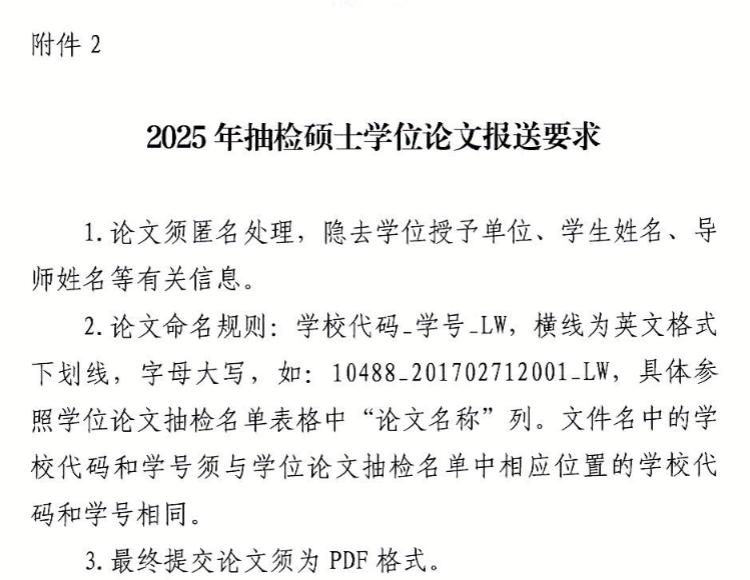 附件 2
2025 年抽检硕士学位论文报送要求
1. 论文须匿名处理，隐去学位授予单位、学生姓名、导
师姓名等有关信息。
2. 论文命名规则：学校代码_学号_LW，横线为英文格式
下划线，字母大写，如：10488_201702712001_LW，具体参
照学位论文抽检名单表格中“论文名称”列。文件名中的学
校代码和学号须与学位论文抽检名单中相应位置的学校代
码和学号相同。
3. 最终提交论文须为 PDF 格式。